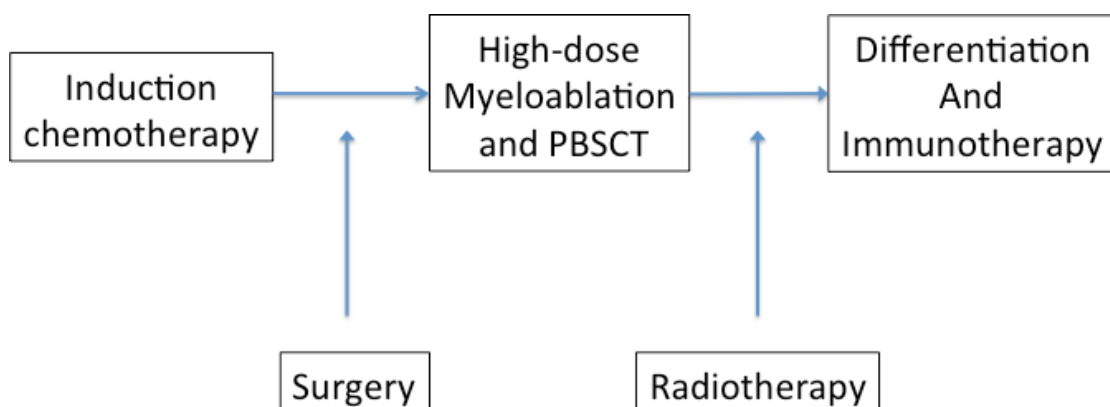 Induction
chemotherapy
High-dose
Myeloablation
and PBSCT
Differentiation
And
Immunotherapy
Surgery
Radiotherapy